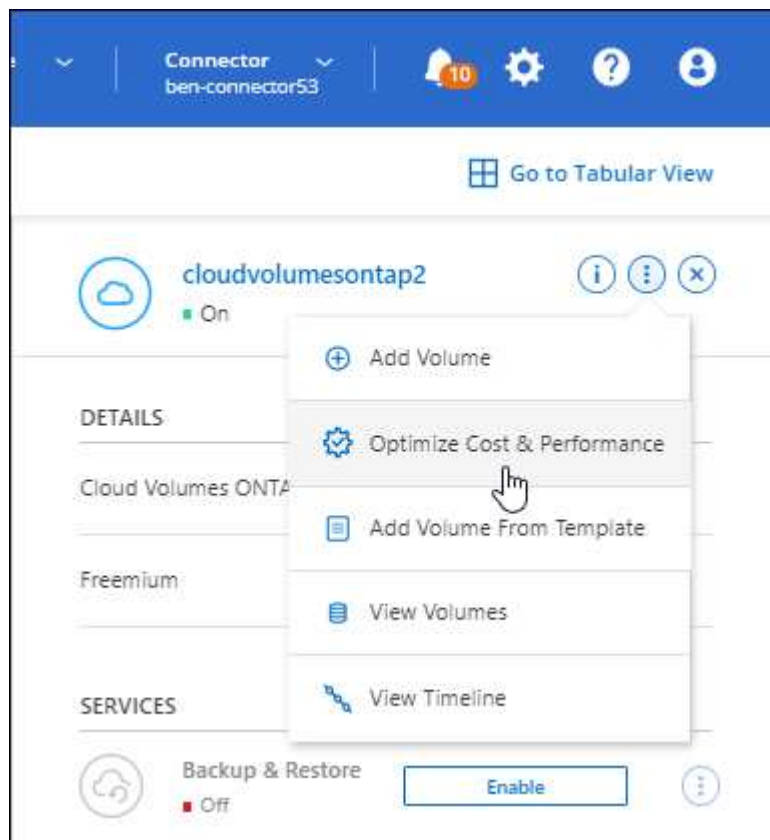 Connector
ben-connector53
10
Go to Tabular View
cloudvolumesontap2
On
Add Volume
DETAILS
Optimize Cost & Performance
Cloud Volumes ONTA
Add Volume From Template
Freemium
View Volumes
View Timeline
SERVICES
Backup & Restore
Enable
Off